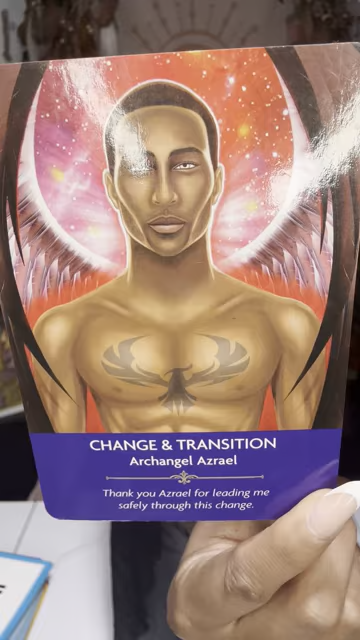 CHANGE & TRANSITION
Archangel Azrael
Thank you Azrael for leading me
safely through this change.